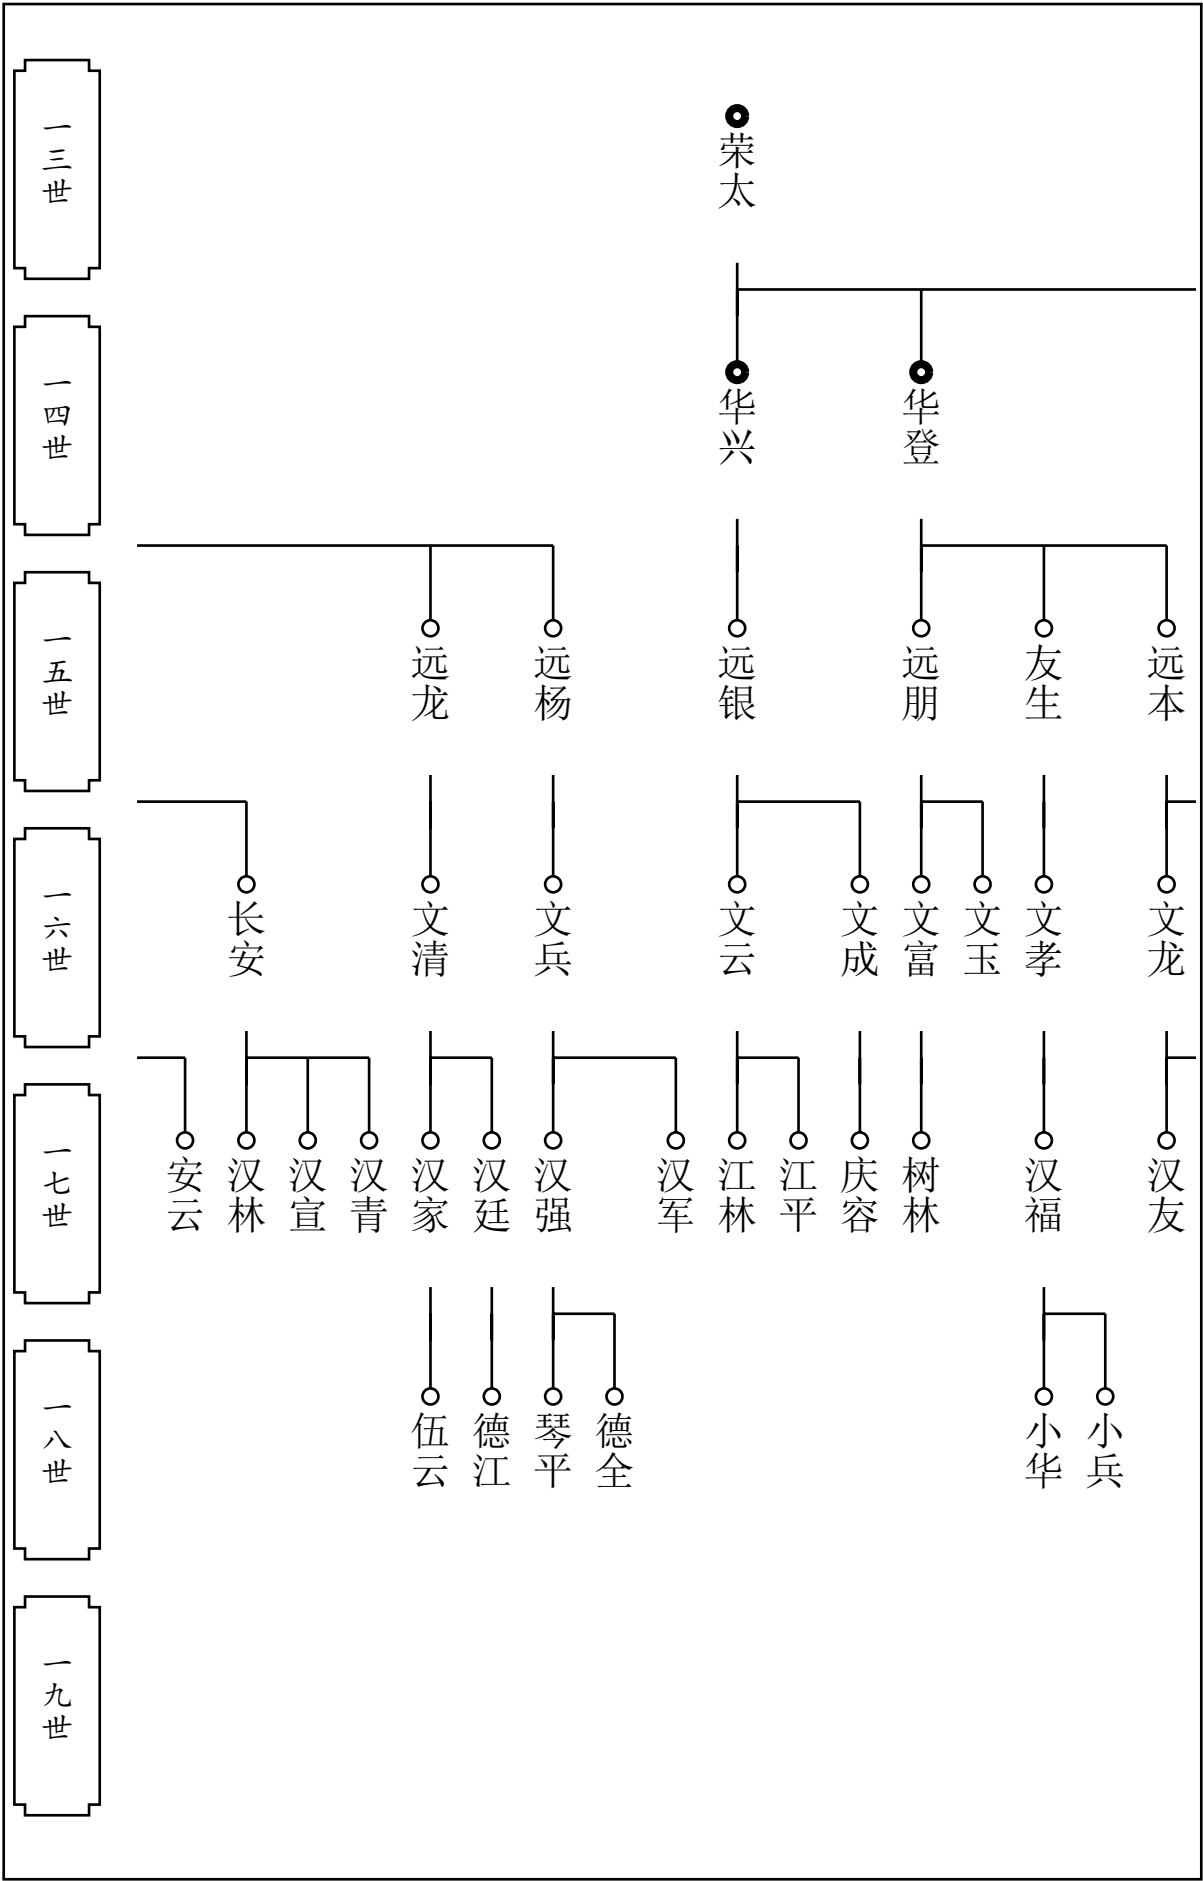 一三世
荣太
一四世
华兴
华登
一五世
远龙
远杨
远银
远朋
友生
远本
一六世
长安
文清
文兵
文云
文成
文富
文玉
文孝
文龙
一七世
安云
汉林
汉宣
汉青
汉家
汉廷
汉强
汉军
江林
江平
庆容
树林
汉福
汉友
一八世
伍云
德江
琴平
德全
小华
小兵
一九世